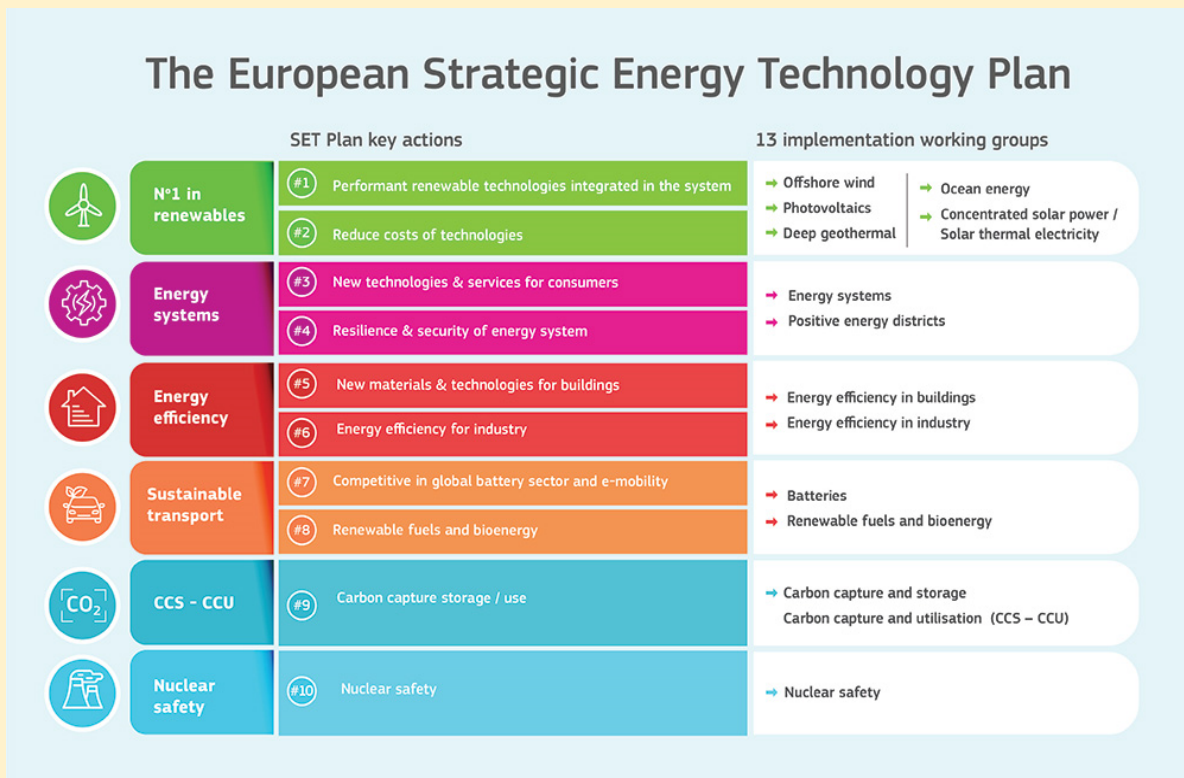 The European Strategic Energy Technology Plan
SET Plan key actions
13 implementation working groups
N°1 in
renewables
#1 Performant renewable technologies integrated in the system
#2 Reduce costs of technologies
→ Offshore wind
→ Photovoltaics
→ Deep geothermal
→ Ocean energy
→ Concentrated solar power /
Solar thermal electricity
Energy
systems
#3 New technologies & services for consumers
#4 Resilience & security of energy system
→ Energy systems
→ Positive energy districts
Energy
efficiency
#5 New materials & technologies for buildings
#6 Energy efficiency for industry
→ Energy efficiency in buildings
→ Energy efficiency in industry
Sustainable
transport
#7 Competitive in global battery sector and e-mobility
#8 Renewable fuels and bioenergy
→ Batteries
→ Renewable fuels and bioenergy
CO₂
CCS - CCU
#9 Carbon capture storage / use
→ Carbon capture and storage
Carbon capture and utilisation (CCS – CCU)
Nuclear
safety
#10 Nuclear safety
→ Nuclear safety